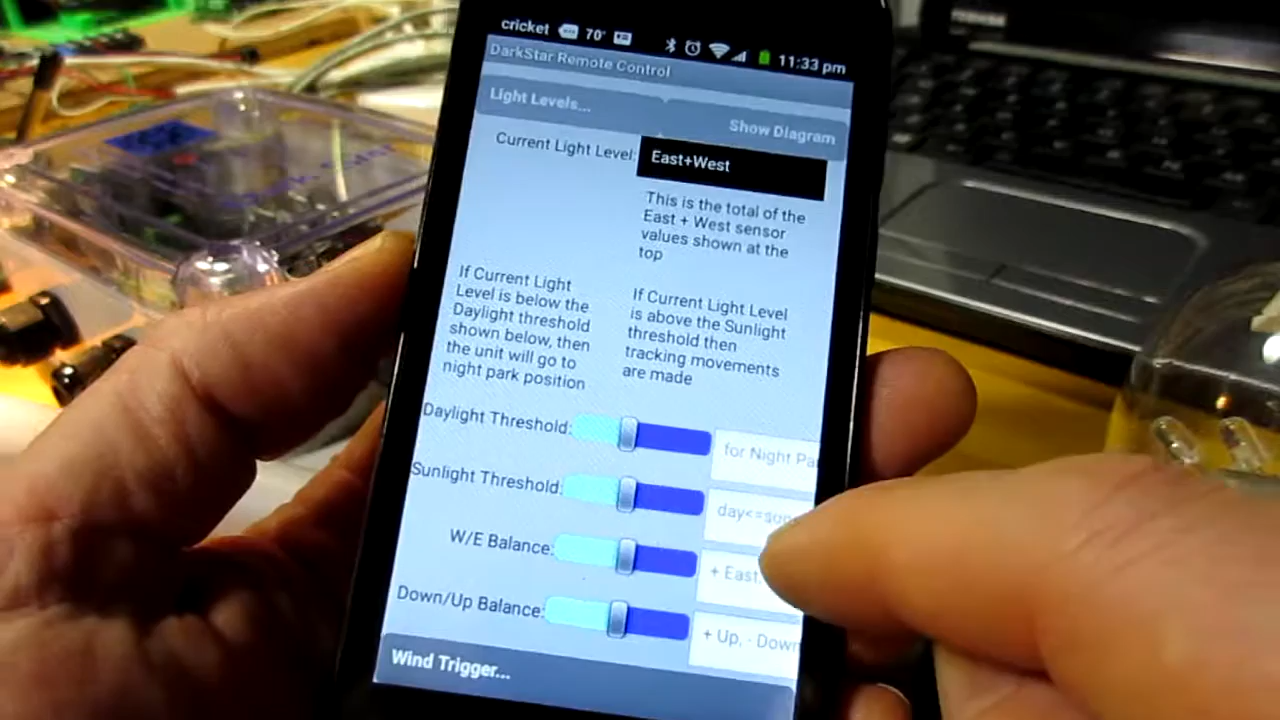 TOSHIBA
cricket 70° 11:33 pm
DarkStar Remote Control
Light Levels...
Show Diagram
Current Light Level: East+West
This is the total of the
East + West sensor
values shown at the
top
If Current Light
Level is below the
Daylight threshold
shown below, then
the unit will go to
night park position
If Current Light Level
is above the Sunlight
threshold then
tracking movements
are made
Daylight Threshold: for Night Pa
Sunlight Threshold: day<=sun
W/E Balance: + East,
Down/Up Balance: + Up, - Down
Wind Trigger...